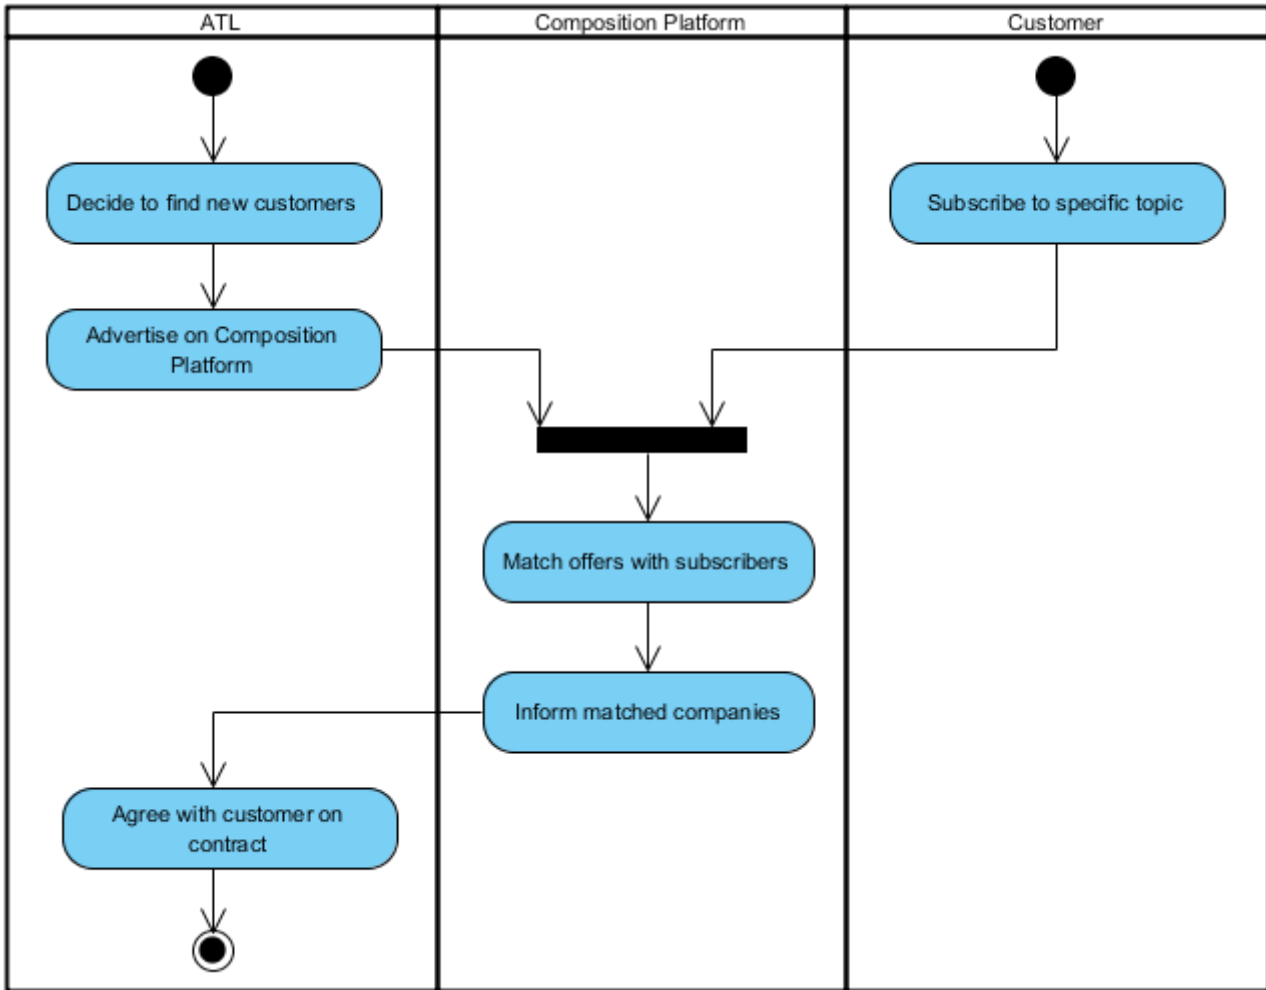 ATL
Composition Platform
Customer
Decide to find new customers
Subscribe to specific topic
Advertise on Composition
Platform
Match offers with subscribers
Inform matched companies
Agree with customer on
contract